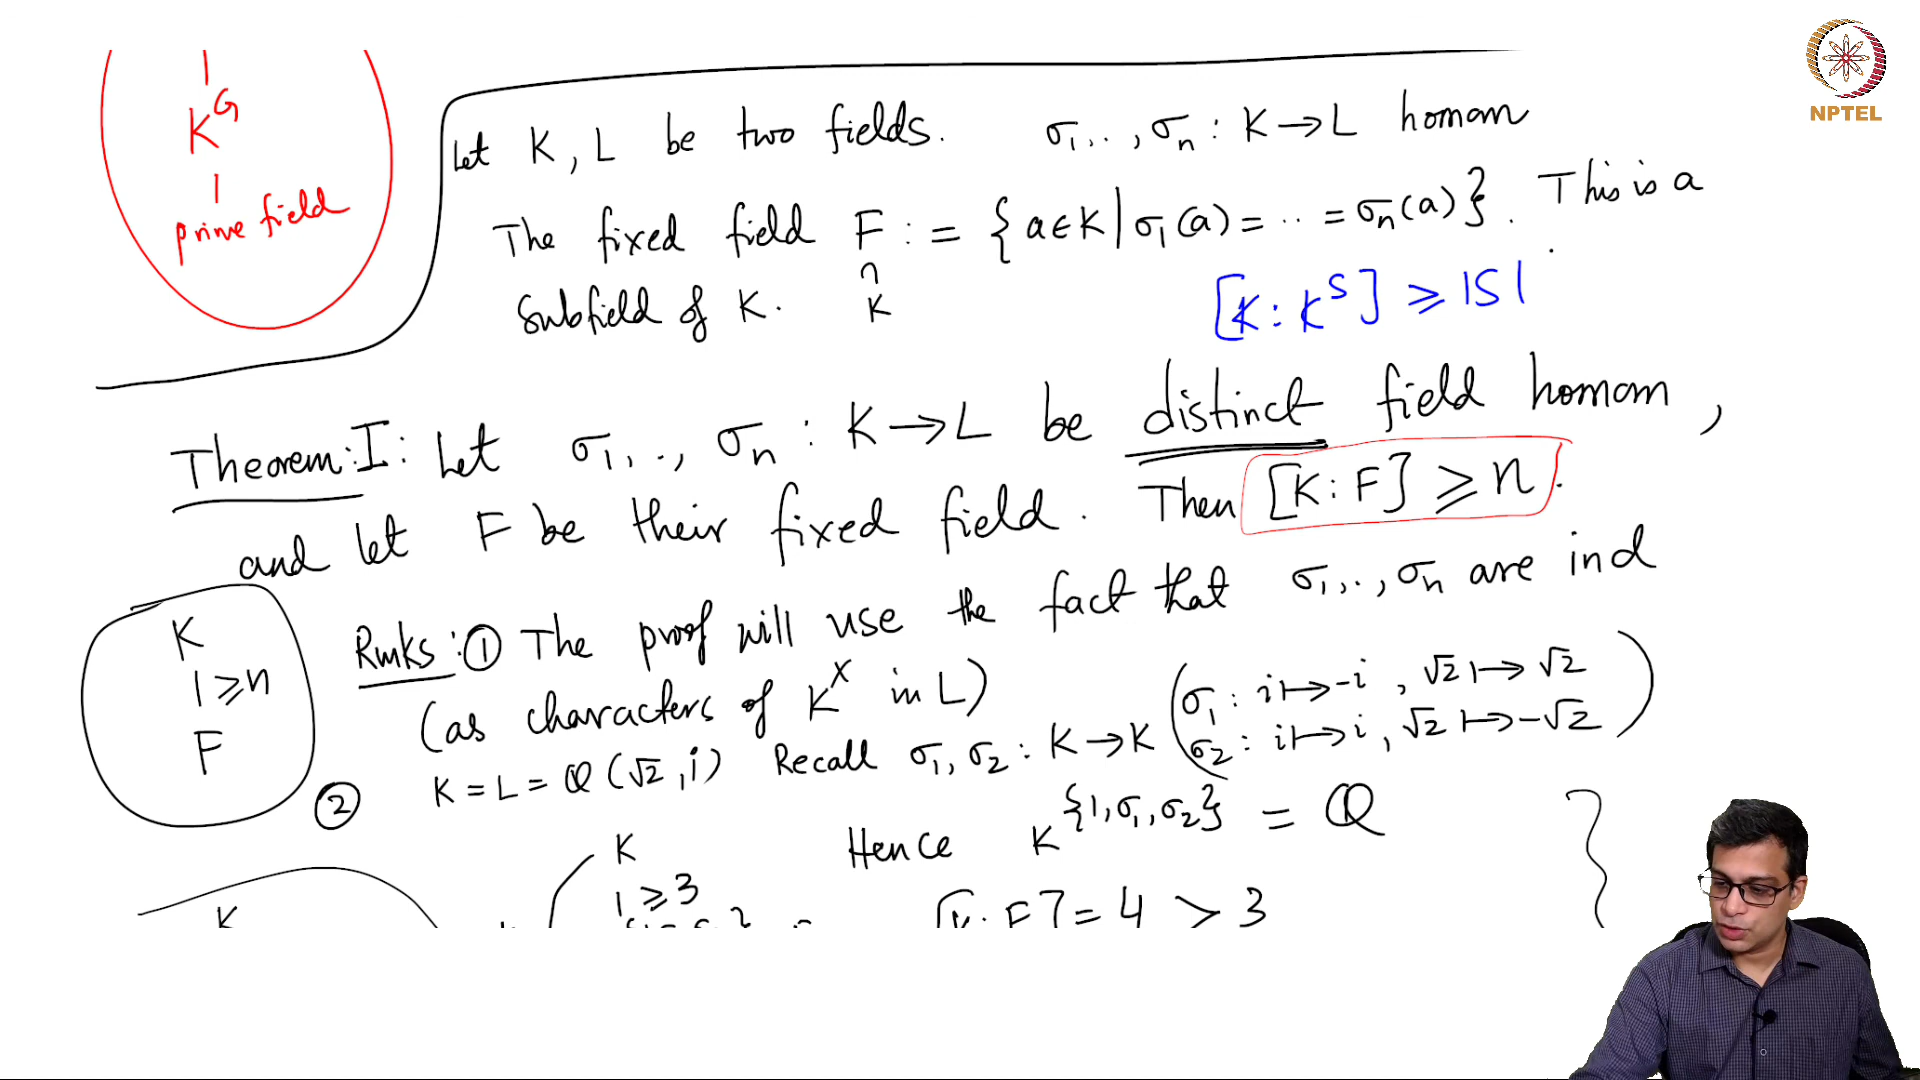 NPTEL
K^G
prime field
Let K, L be two fields. σ₁, .., σₙ : K → L homom
The fixed field F := {a ∈ K | σ₁(a) = ·· = σₙ(a)}. This is a
∩
subfield of K. K
[K : K^S] ≥ |S|
Theorem: I: Let σ₁, .., σₙ : K → L be distinct field homom,
and let F be their fixed field. Then [K : F] ≥ n.
K
| ≥ n
F
Rmks: ① The proof will use the fact that σ₁, .., σₙ are ind
(as characters of K^× in L)
② K = L = ℚ(√2, i) Recall σ₁, σ₂ : K → K (σ₁ : i ↦ -i, √2 ↦ √2
σ₂ : i ↦ i, √2 ↦ -√2)
K
Hence K^{1, σ₁, σ₂} = ℚ
| ≥ 3
[K : F] = 4 > 3
K